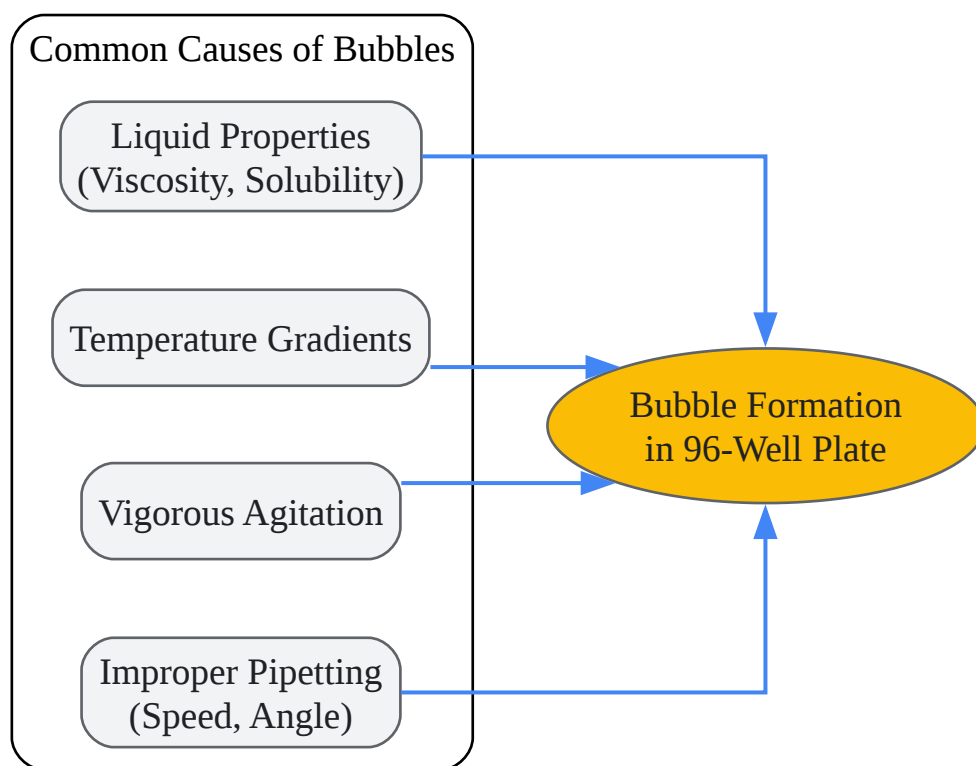 Common Causes of Bubbles
Liquid Properties
(Viscosity, Solubility)
Temperature Gradients
Vigorous Agitation
Improper Pipetting
(Speed, Angle)
Bubble Formation
in 96-Well Plate